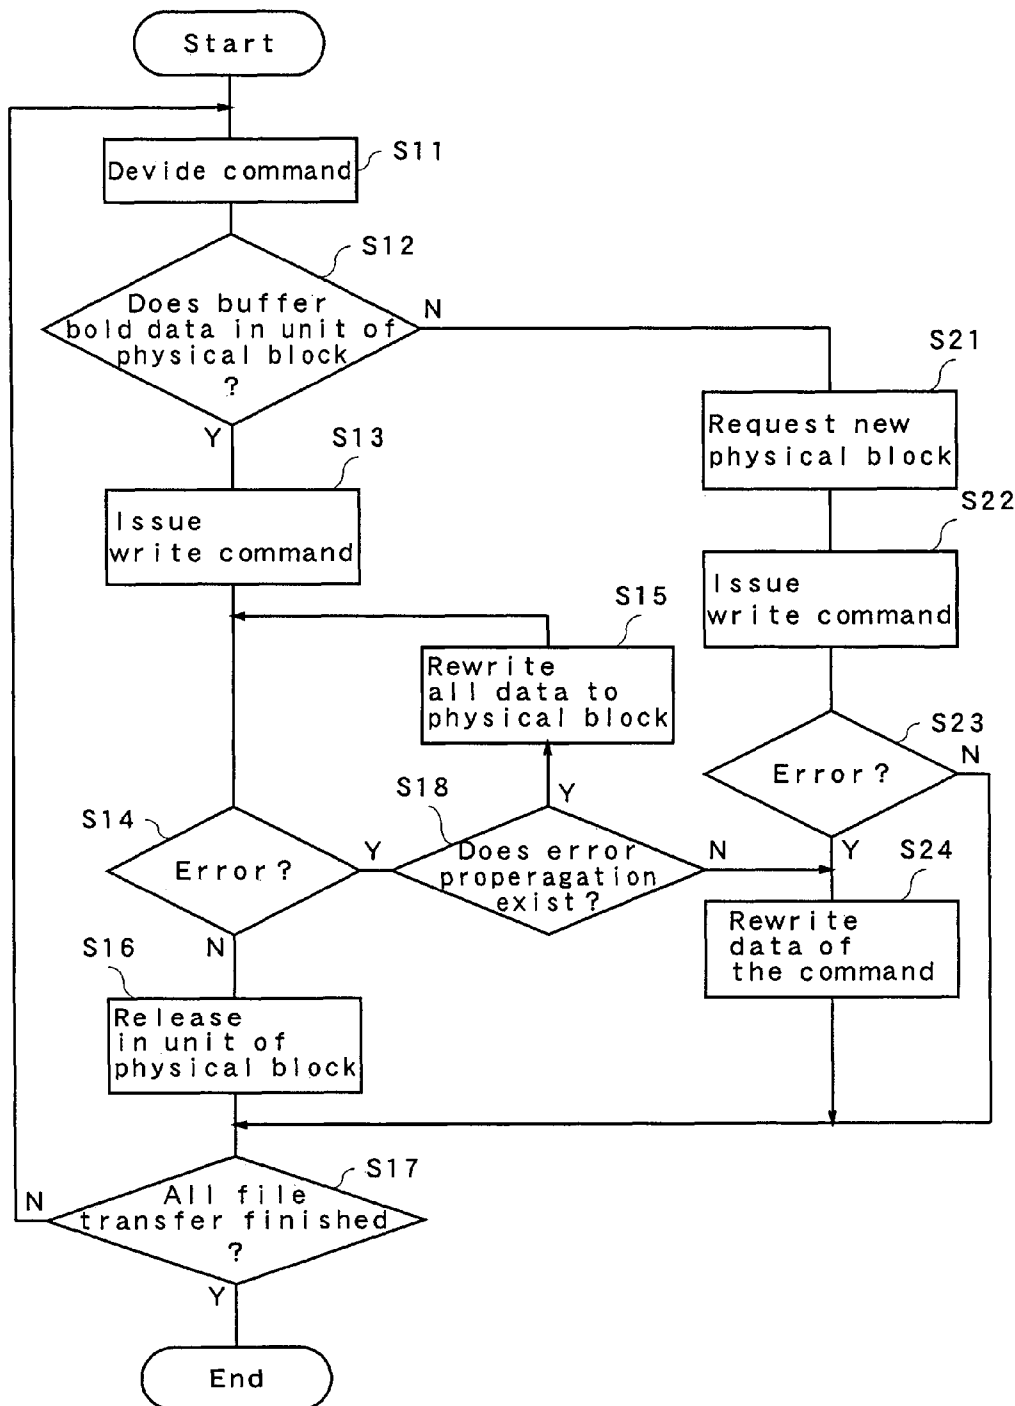 Start
Devide command
S11
S12
Does buffer
bold data in unit of
physical block
?
N
Y
S21
Request new
physical block
S13
Issue
write command
S22
Issue
write command
S15
Rewrite
all data to
physical block
S23
Error?
N
Y
S14
Error?
Y
N
S18
Does error
properagation
exist?
Y
N
S24
Rewrite
data of
the command
S16
Release
in unit of
physical block
S17
All file
transfer finished
?
N
Y
End